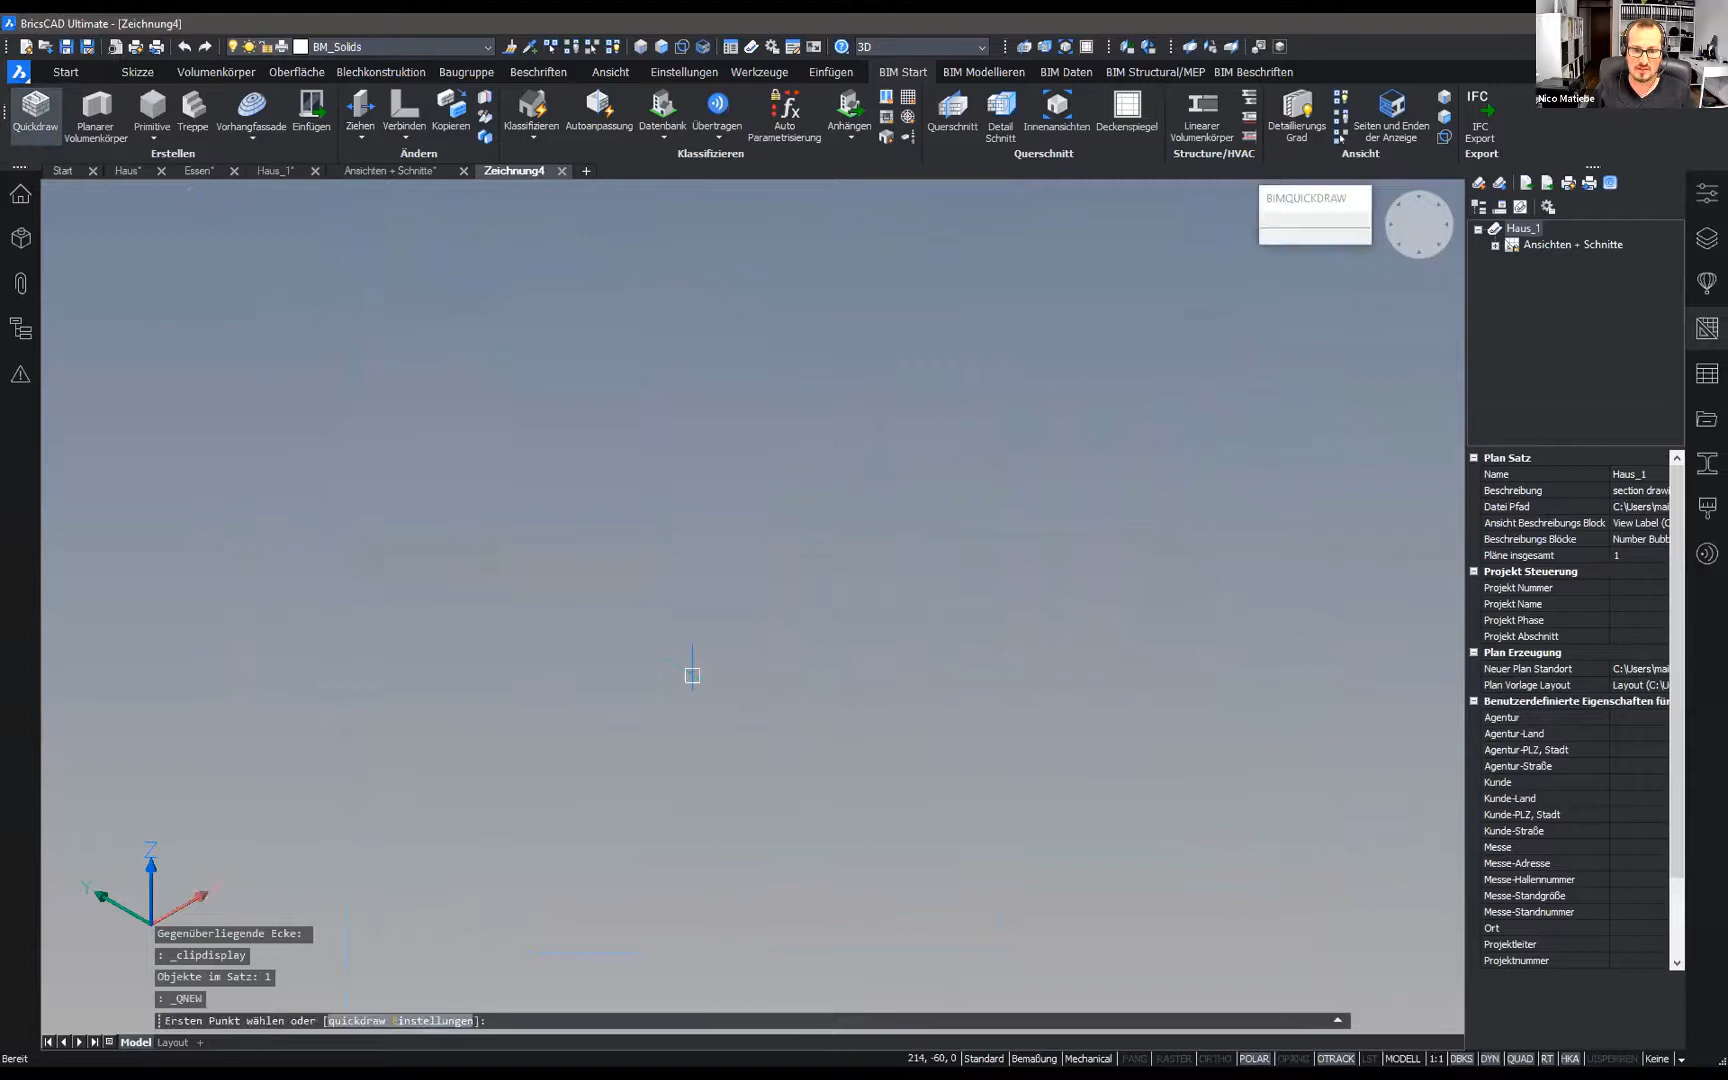 BricsCAD Ultimate - [Zeichnung4]
BM_Solids
3D
Start
Skizze
Volumenkörper
Oberfläche
Blechkonstruktion
Baugruppe
Beschriften
Ansicht
Einstellungen
Werkzeuge
Einfügen
BIM Start
BIM Modellieren
BIM Daten
BIM Structural/MEP
BIM Beschriften
Nico Matiebe
Quickdraw
Planarer Volumenkörper
Primitive
Treppe
Vorhangfassade
Einfügen
Erstellen
Ziehen
Verbinden
Kopieren
Ändern
Klassifizieren
Autoanpassung
Datenbank
Übertragen
Auto Parametrisierung
Anhängen
Klassifizieren
Querschnitt
Detail Schnitt
Innenansichten
Deckenspiegel
Querschnitt
Linearer Volumenkörper
Structure/HVAC
Detaillierungs Grad
Seiten und Enden der Anzeige
Ansicht
IFC
IFC Export
Export
Start
Haus*
Essen*
Haus_1*
Ansichten + Schnitte*
Zeichnung4
BIMQUICKDRAW
Haus_1
Ansichten + Schnitte
Plan Satz
Name Haus_1
Beschreibung section drawi
Datei Pfad C:\Users\mai
Ansicht Beschreibungs Block View Label (C
Beschreibungs Blöcke Number Bubb
Pläne insgesamt 1
Projekt Steuerung
Projekt Nummer
Projekt Name
Projekt Phase
Projekt Abschnitt
Plan Erzeugung
Neuer Plan Standort C:\Users\mai
Plan Vorlage Layout Layout (C:\U
Benutzerdefinierte Eigenschaften für
Agentur
Agentur-Land
Agentur-PLZ, Stadt
Agentur-Straße
Kunde
Kunde-Land
Kunde-PLZ, Stadt
Kunde-Straße
Messe
Messe-Adresse
Messe-Hallennummer
Messe-Standgröße
Messe-Standnummer
Ort
Projektleiter
Projektnummer
Z
Y
Gegenüberliegende Ecke:
: _clipdisplay
Objekte im Satz: 1
: _QNEW
Ersten Punkt wählen oder [quickdraw Einstellungen]:
Model
Layout
Bereit
214, -60, 0
Standard
Bemaßung
Mechanical
FANG
RASTER
ORTHO
POLAR
OFANG
OTRACK
LST
MODELL
1:1
DBKS
DYN
QUAD
RT
HKA
UISPERREN
Keine